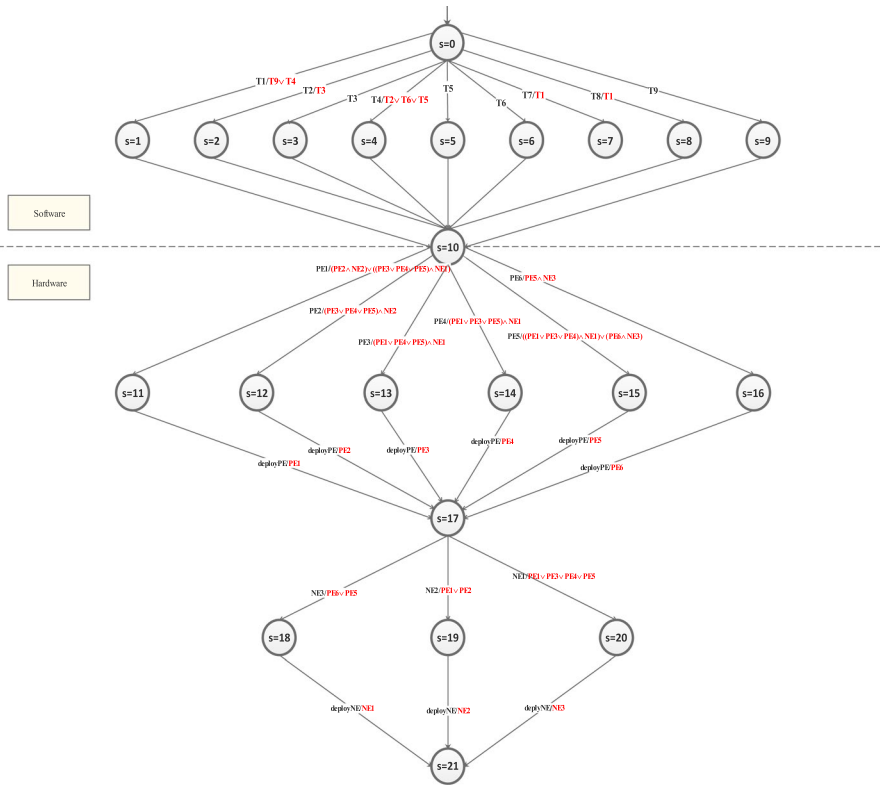 s=0
T1/T9∨ T4
T2/T3
T3
T4/T2∨ T6∨ T5
T5
T6
T7/T1
T8/T1
T9
s=1
s=2
s=3
s=4
s=5
s=6
s=7
s=8
s=9
Software
s=10
Hardware
PE1/(PE2∧NE2)∨((PE3∨PE4∨PE5)∧NE1)
PE6/PE5∧NE3
PE2/(PE3∨PE4∨PE5)∧NE2
PE4/(PE1∨PE3∨PE5)∧NE1
PE5/((PE1∨PE3∨PE4)∧NE1)∨(PE6∧NE3)
PE3/(PE1∨PE4∨PE5)∧NE1
s=11
s=12
s=13
s=14
s=15
s=16
deployPE/PE1
deployPE/PE2
deployPE/PE3
deployPE/PE4
deployPE/PE5
deployPE/PE6
s=17
NE3/PE6∨PE5
NE2/PE1∨PE2
NE1/PE1∨PE3∨PE4∨PE5
s=18
s=19
s=20
deployNE/NE1
deployNE/NE2
deplyNE/NE3
s=21